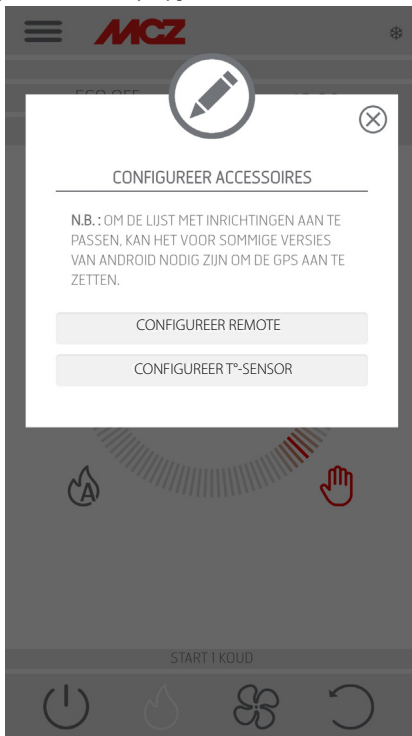 MCZ
CONFIGUREER ACCESSOIRES
N.B. : OM DE LIJST MET INRICHTINGEN AAN TE
PASSEN, KAN HET VOOR SOMMIGE VERSIES
VAN ANDROID NODIG ZIJN OM DE GPS AAN TE
ZETTEN.
CONFIGUREER REMOTE
CONFIGUREER T°-SENSOR
A
START 1 KOUD